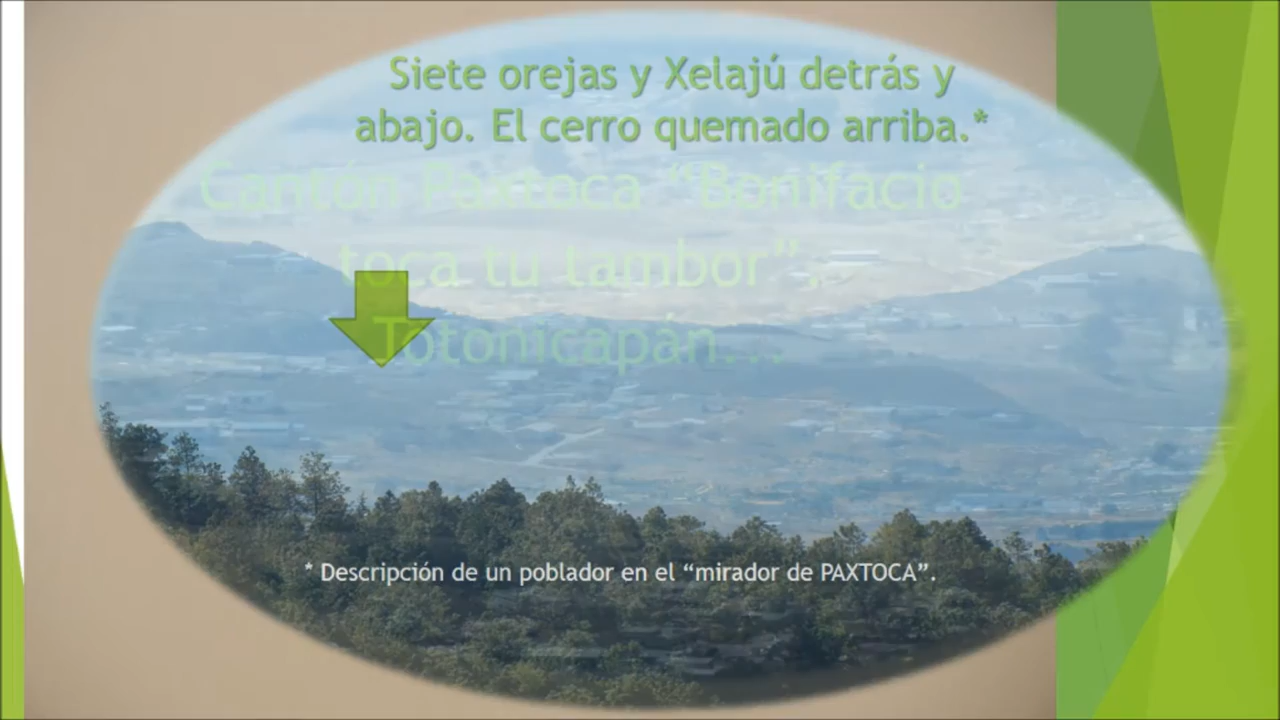 Siete orejas y Xelajú detrás y
abajo. El cerro quemado arriba.*
Cantón Paxtoca “Bonifacio
toca tu tambor”.
Totonicapán...
* Descripción de un poblador en el “mirador de PAXTOCA”.